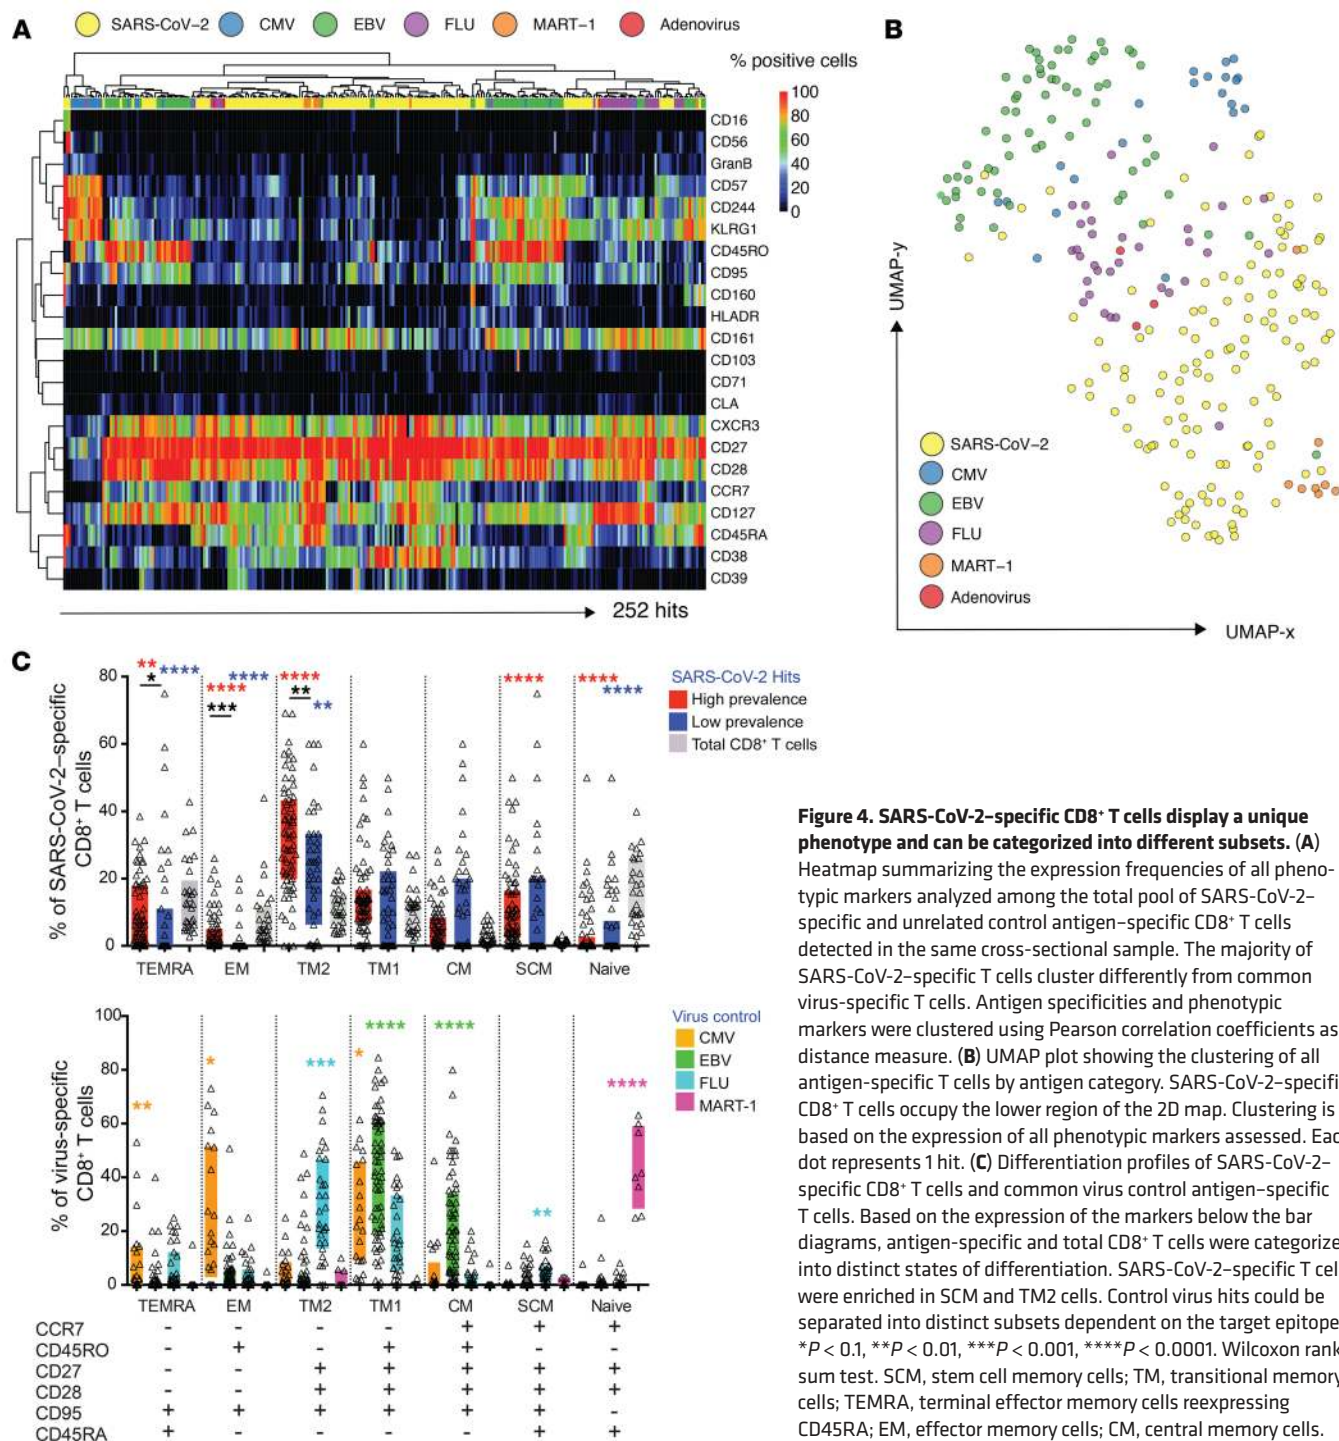 A
SARS-CoV-2 CMV EBV FLU MART-1 Adenovirus
% positive cells
100
80
60
40
20
0
CD16
CD56
GranB
CD57
CD244
KLRG1
CD45RO
CD95
CD160
HLADR
CD161
CD103
CD71
CLA
CXCR3
CD27
CD28
CCR7
CD127
CD45RA
CD38
CD39
252 hits
B
UMAP-y
SARS-CoV-2
CMV
EBV
FLU
MART-1
Adenovirus
UMAP-x
C
% of SARS-CoV-2-specific
CD8+ T cells
80
60
40
20
0
** **** **** **** **** **** ****
* **** ** ** ****
***
TEMRA EM TM2 TM1 CM SCM Naive
SARS-CoV-2 Hits
High prevalence
Low prevalence
Total CD8+ T cells
% of virus-specific
CD8+ T cells
100
80
60
40
20
0
** * *** * **** **** ** ****
TEMRA EM TM2 TM1 CM SCM Naive
Virus control
CMV
EBV
FLU
MART-1
CCR7 - - - - + + +
CD45RO - + - + + - -
CD27 - - + + + + +
CD28 - - + + + + +
CD95 + + + + + + -
CD45RA + - - - - + +
Figure 4. SARS-CoV-2–specific CD8+ T cells display a unique
phenotype and can be categorized into different subsets. (A)
Heatmap summarizing the expression frequencies of all pheno-
typic markers analyzed among the total pool of SARS-CoV-2–
specific and unrelated control antigen–specific CD8+ T cells
detected in the same cross-sectional sample. The majority of
SARS-CoV-2–specific T cells cluster differently from common
virus-specific T cells. Antigen specificities and phenotypic
markers were clustered using Pearson correlation coefficients as
distance measure. (B) UMAP plot showing the clustering of all
antigen-specific T cells by antigen category. SARS-CoV-2–specifi
CD8+ T cells occupy the lower region of the 2D map. Clustering is
based on the expression of all phenotypic markers assessed. Eac
dot represents 1 hit. (C) Differentiation profiles of SARS-CoV-2–
specific CD8+ T cells and common virus control antigen–specific
T cells. Based on the expression of the markers below the bar
diagrams, antigen-specific and total CD8+ T cells were categorize
into distinct states of differentiation. SARS-CoV-2–specific T cel
were enriched in SCM and TM2 cells. Control virus hits could be
separated into distinct subsets dependent on the target epitope
*P < 0.1, **P < 0.01, ***P < 0.001, ****P < 0.0001. Wilcoxon rank
sum test. SCM, stem cell memory cells; TM, transitional memory
cells; TEMRA, terminal effector memory cells reexpressing
CD45RA; EM, effector memory cells; CM, central memory cells.